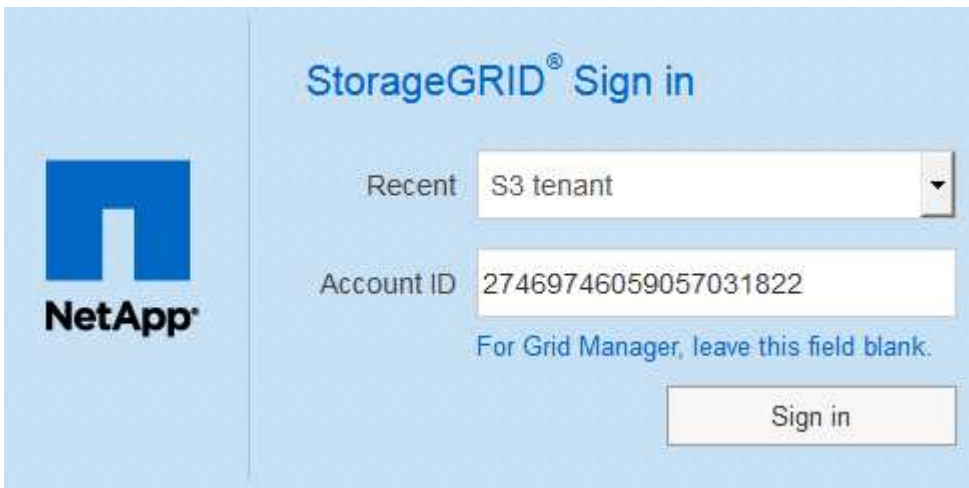 StorageGRID® Sign in
Recent S3 tenant
Account ID 27469746059057031822
NetApp®
For Grid Manager, leave this field blank.
Sign in